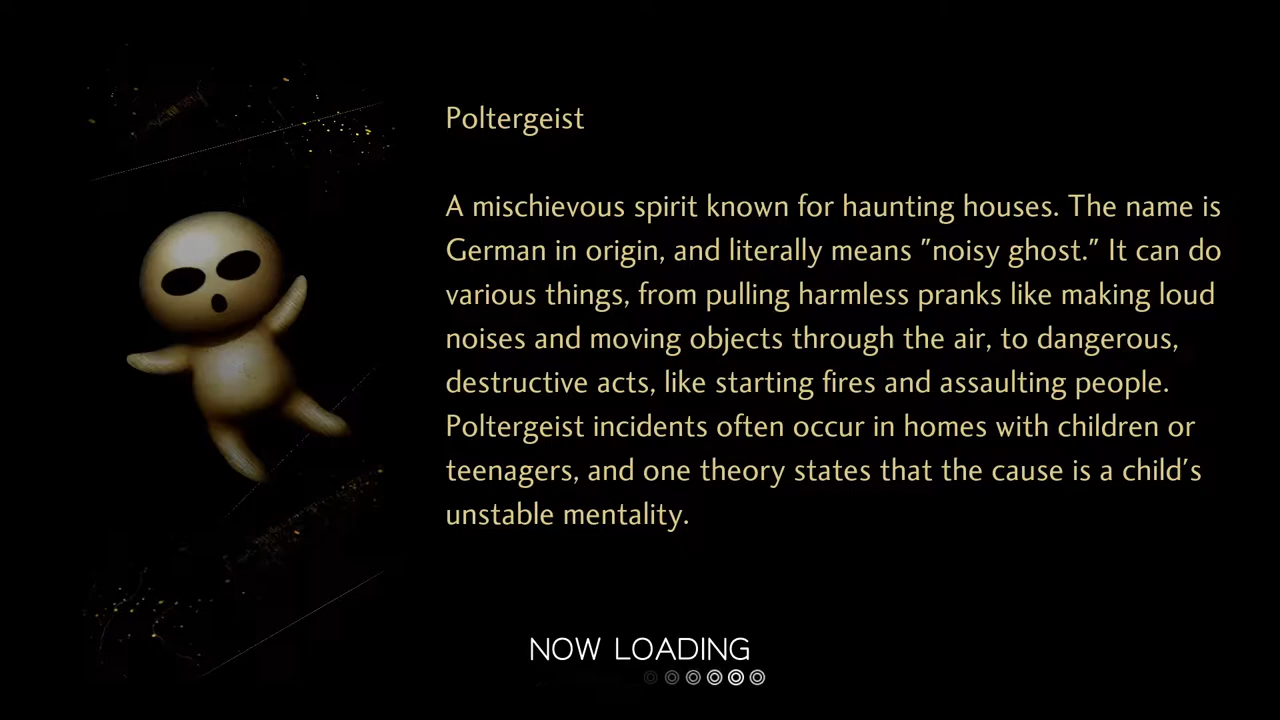 Poltergeist
A mischievous spirit known for haunting houses. The name is
German in origin, and literally means "noisy ghost." It can do
various things, from pulling harmless pranks like making loud
noises and moving objects through the air, to dangerous,
destructive acts, like starting fires and assaulting people.
Poltergeist incidents often occur in homes with children or
teenagers, and one theory states that the cause is a child's
unstable mentality.
NOW LOADING